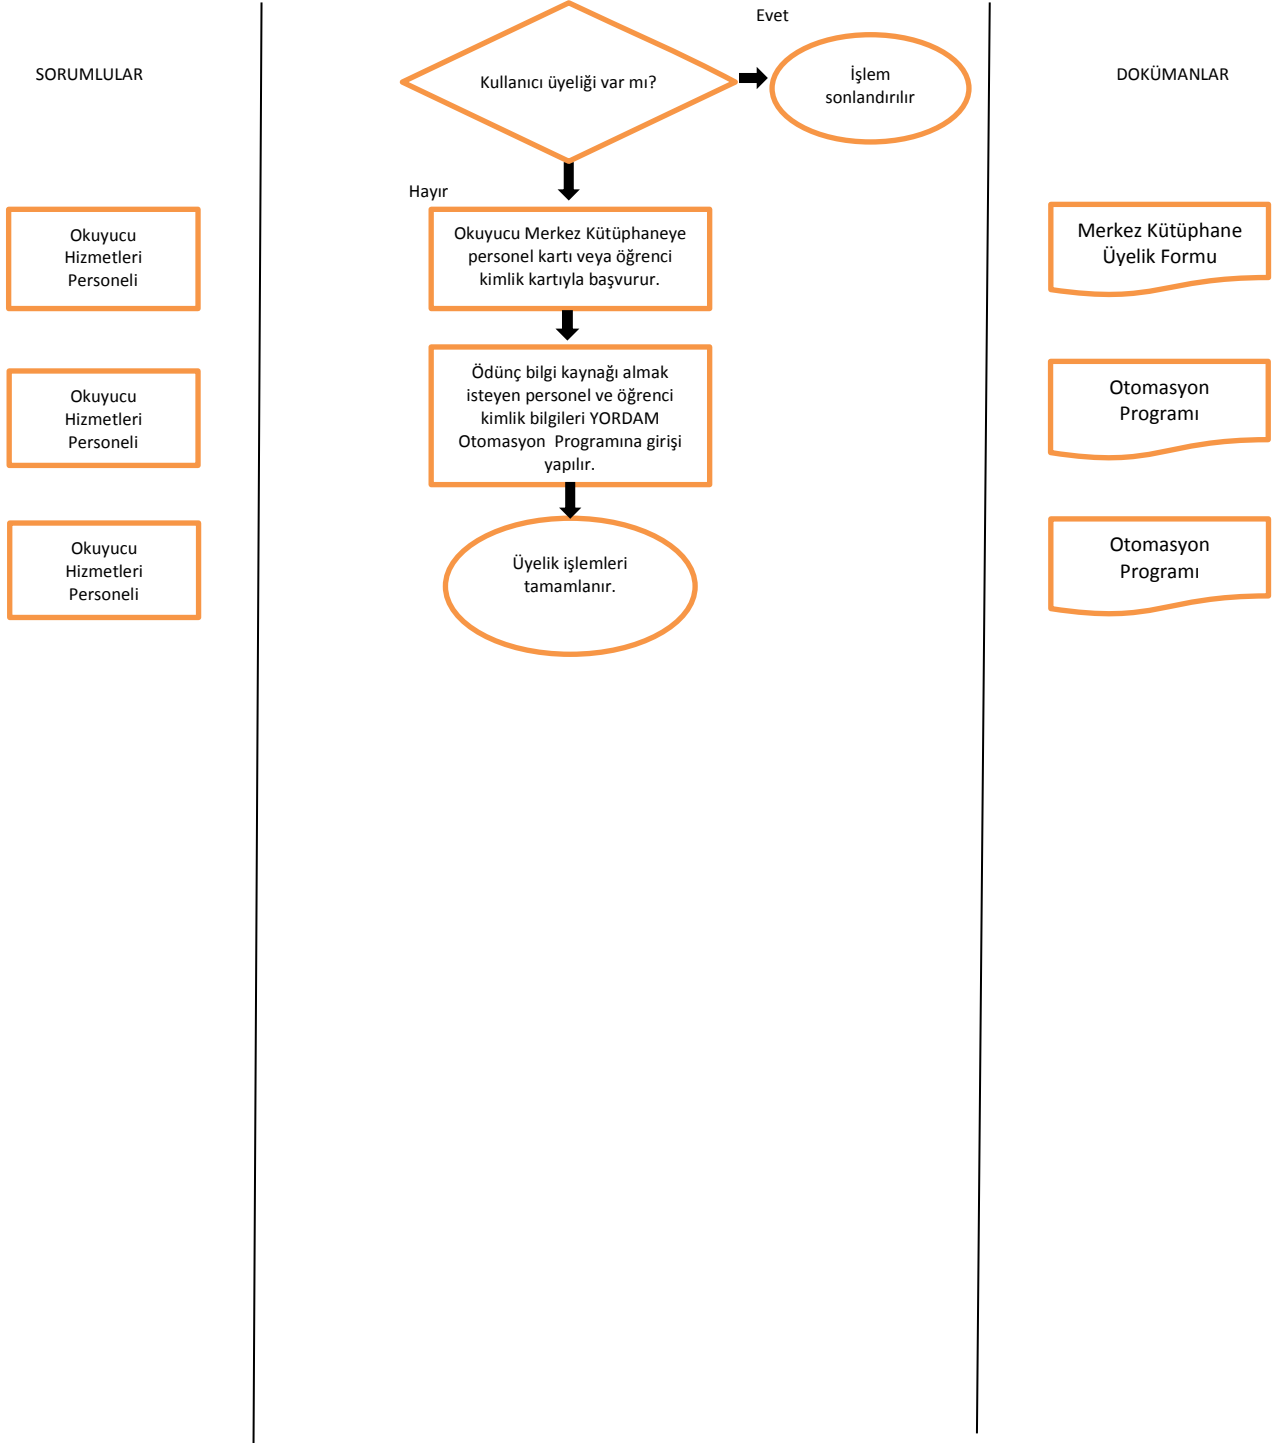 Evet
SORUMLULAR
Kullanıcı üyeliği var mı?
İşlem
sonlandırılır
DOKÜMANLAR
Hayır
Okuyucu
Hizmetleri
Personeli
Okuyucu Merkez Kütüphaneye
personel kartı veya öğrenci
kimlik kartıyla başvurur.
Merkez Kütüphane
Üyelik Formu
Okuyucu
Hizmetleri
Personeli
Ödünç bilgi kaynağı almak
isteyen personel ve öğrenci
kimlik bilgileri YORDAM
Otomasyon Programına girişi
yapılır.
Otomasyon
Programı
Okuyucu
Hizmetleri
Personeli
Üyelik işlemleri
tamamlanır.
Otomasyon
Programı